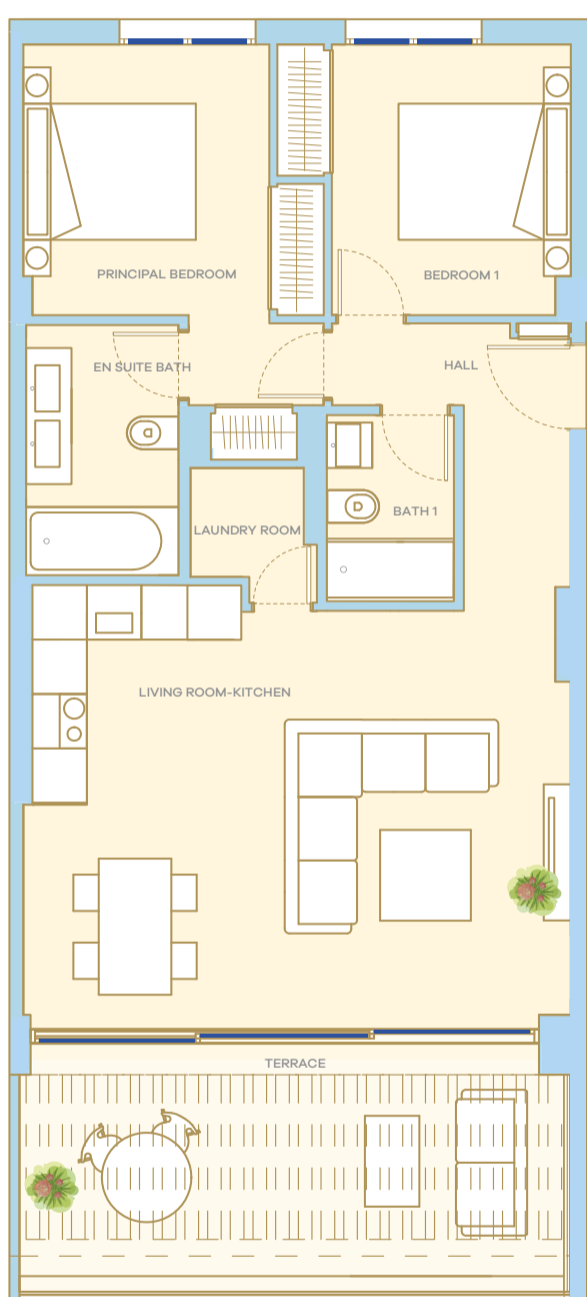 PRINCIPAL BEDROOM
BEDROOM 1
EN SUITE BATH
HALL
BATH 1
LAUNDRY ROOM
LIVING ROOM-KITCHEN
TERRACE